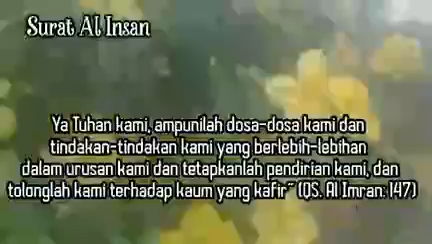 Surat Al Insan
Ya Tuhan kami, ampunilah dosa-dosa kami dan
tindakan-tindakan kami yang berlebih-lebihan
dalam urusan kami dan tetapkanlah pendirian kami, dan
tolonglah kami terhadap kaum yang kafir" (QS. Al Imran: 147)